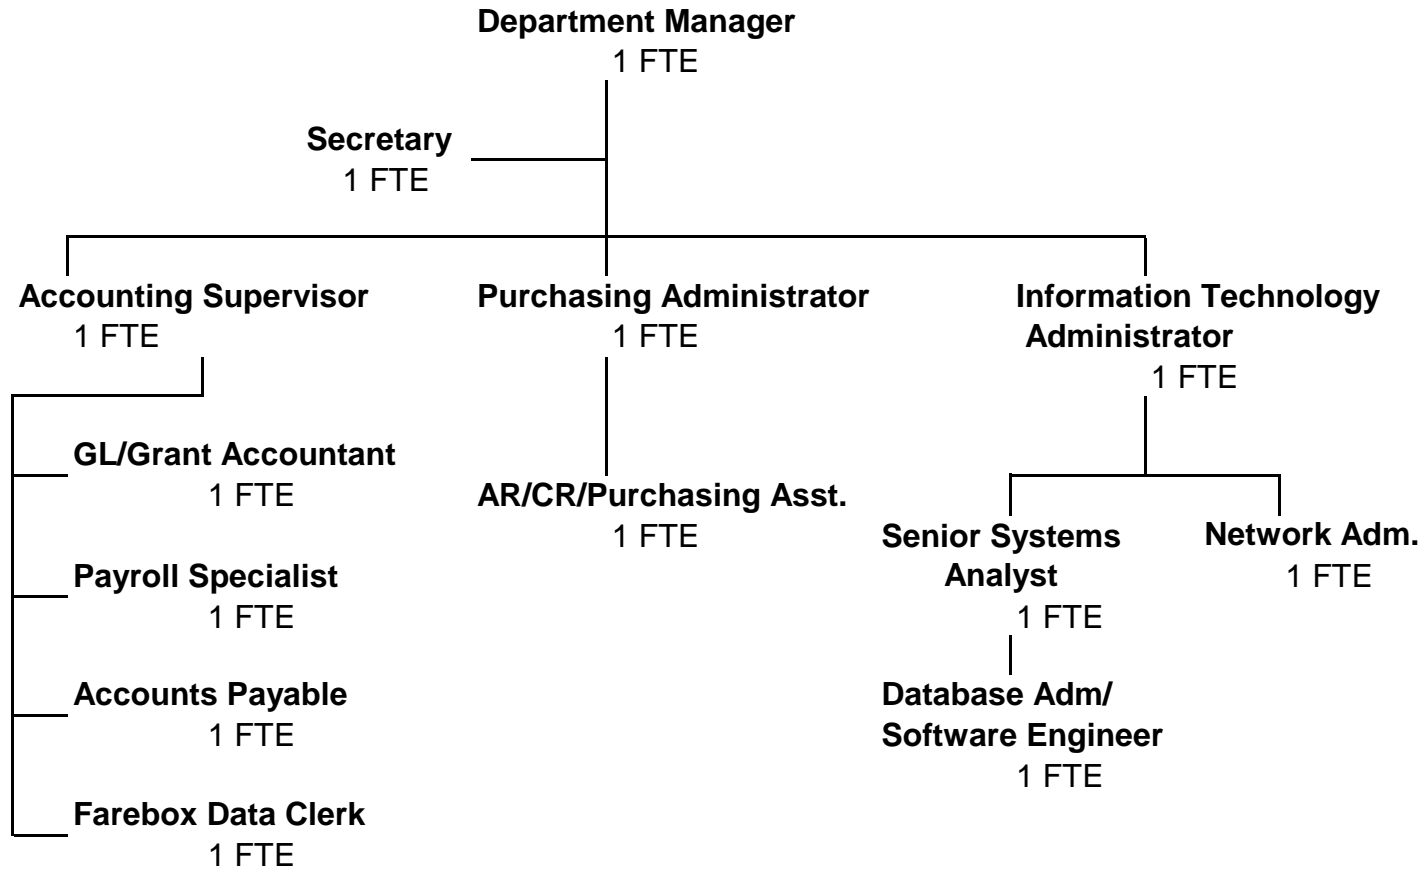 Department Manager
1 FTE
Secretary
1 FTE
Accounting Supervisor
1 FTE
GL/Grant Accountant
1 FTE
Payroll Specialist
1 FTE
Accounts Payable
1 FTE
Farebox Data Clerk
1 FTE
Purchasing Administrator
1 FTE
AR/CR/Purchasing Asst.
1 FTE
Information Technology
Administrator
1 FTE
Senior Systems
Analyst
1 FTE
Database Adm/
Software Engineer
1 FTE
Network Adm.
1 FTE